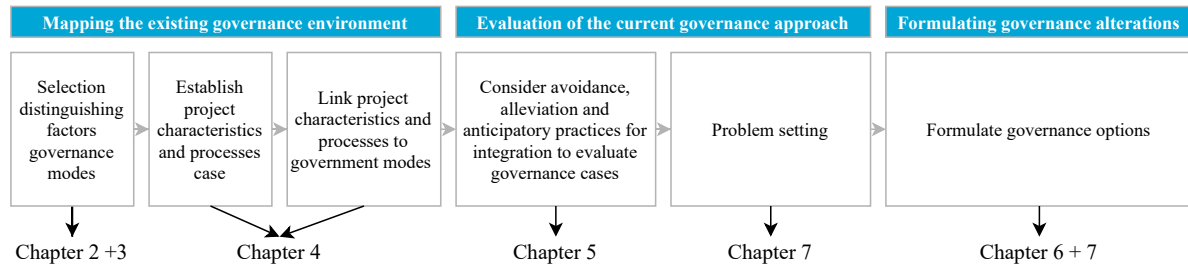 Mapping the existing governance environment
Evaluation of the current governance approach
Formulating governance alterations
Selection
distinguishing
factors
governance
modes
Establish
project
characteristics
and processes
case
Link project
characteristics and
processes to
government modes
Consider avoidance,
alleviation and
anticipatory practices for
integration to evaluate
governance cases
Problem setting
Formulate governance options
Chapter 2 +3
Chapter 4
Chapter 5
Chapter 7
Chapter 6 + 7